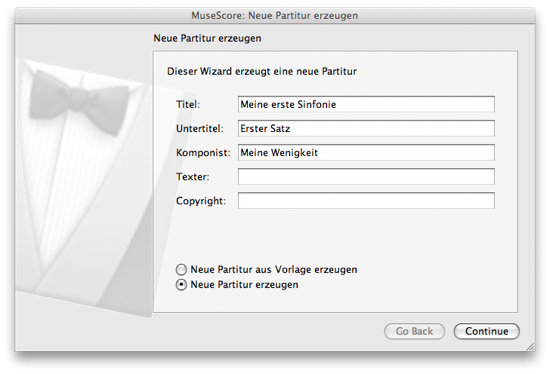 MuseScore: Neue Partitur erzeugen
Neue Partitur erzeugen
Dieser Wizard erzeugt eine neue Partitur
Titel: Meine erste Sinfonie
Untertitel: Erster Satz
Komponist: Meine Wenigkeit
Texter:
Copyright:
Neue Partitur aus Vorlage erzeugen
Neue Partitur erzeugen
Go Back Continue